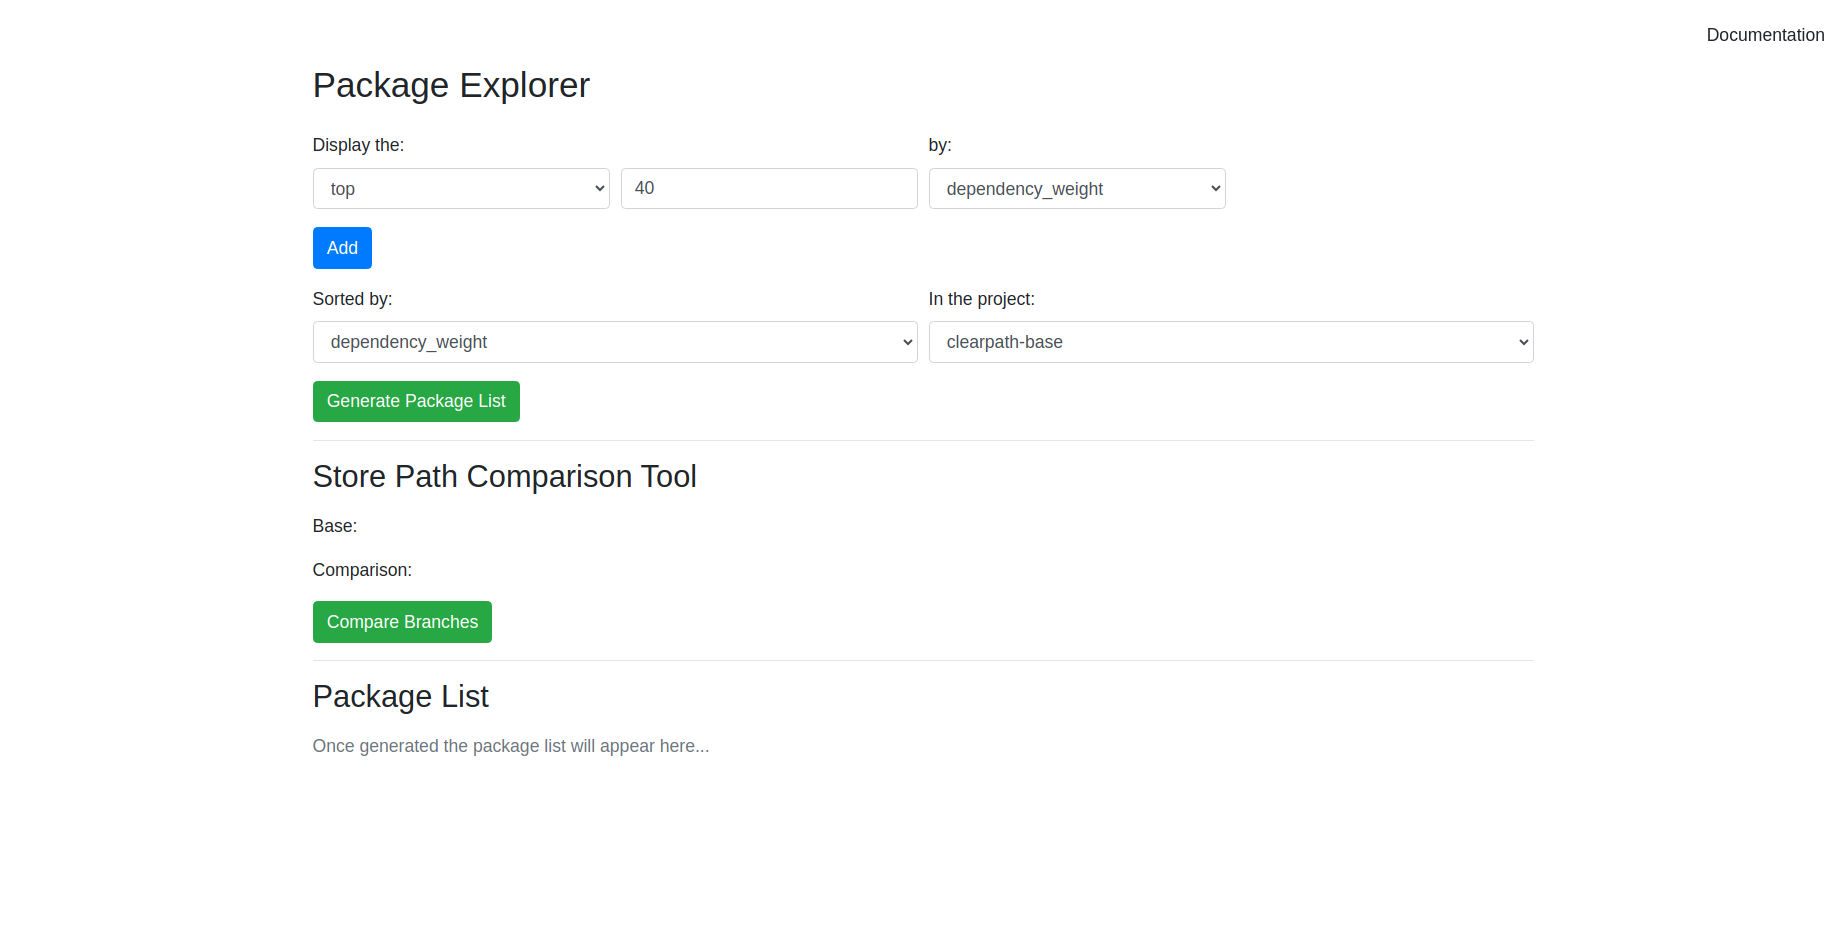 Documentation
Package Explorer
Display the: by:
top 40 dependency_weight
Add
Sorted by: In the project:
dependency_weight clearpath-base
Generate Package List
Store Path Comparison Tool
Base:
Comparison:
Compare Branches
Package List
Once generated the package list will appear here...